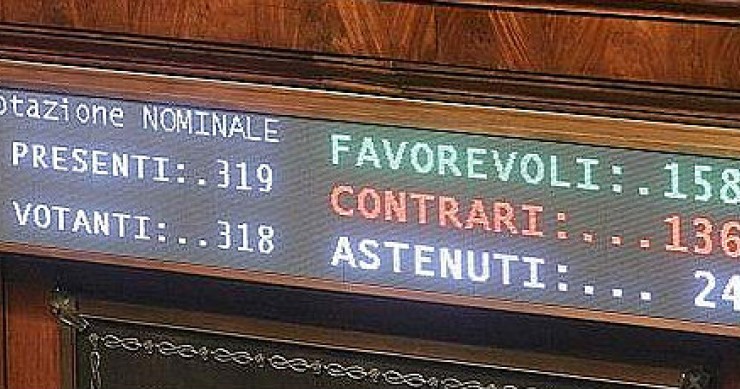 otazione NOMINALE
PRESENTI:.319
VOTANTI:..318
FAVOREVOLI:.158
CONTRARI:...136
ASTENUTI:... 24